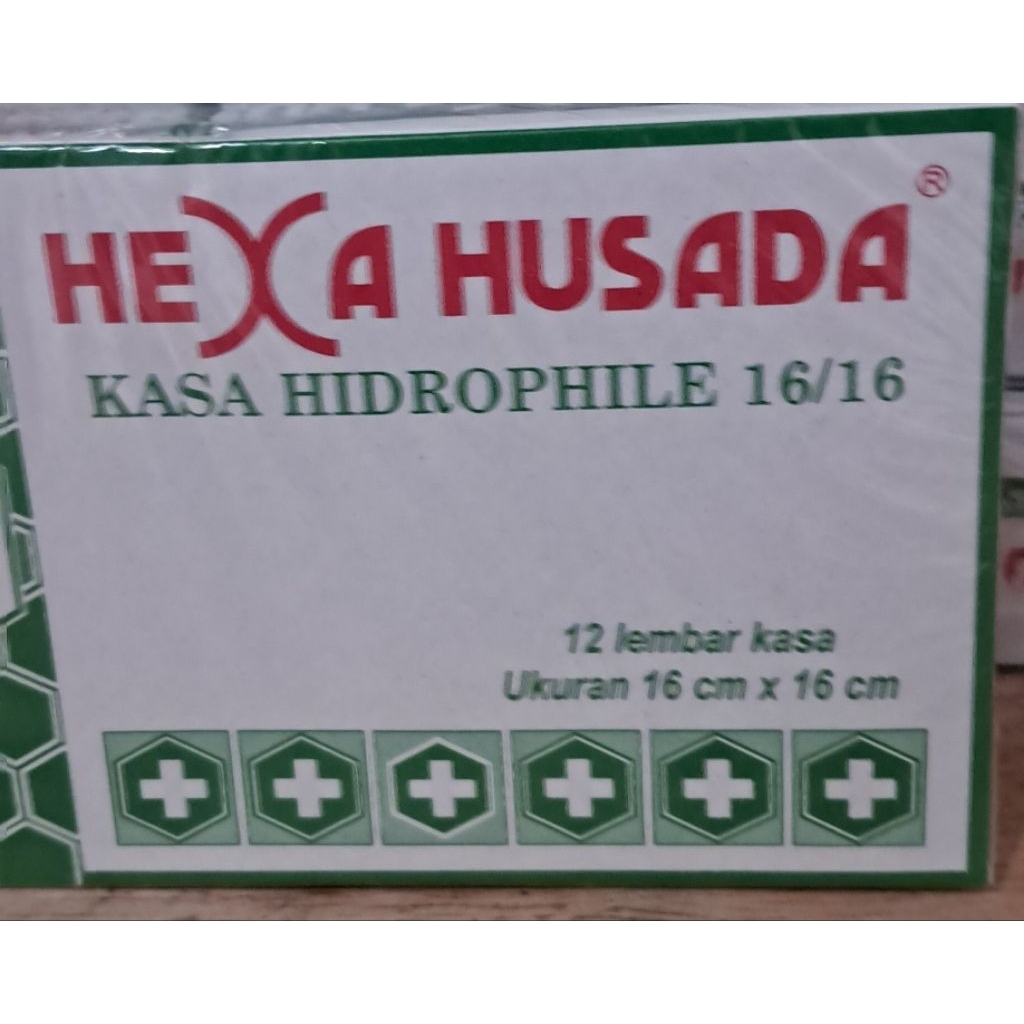 HEXA HUSADA ®
KASA HIDROPHILE 16/16
12 lembar kasa
Ukuran 16 cm x 16 cm